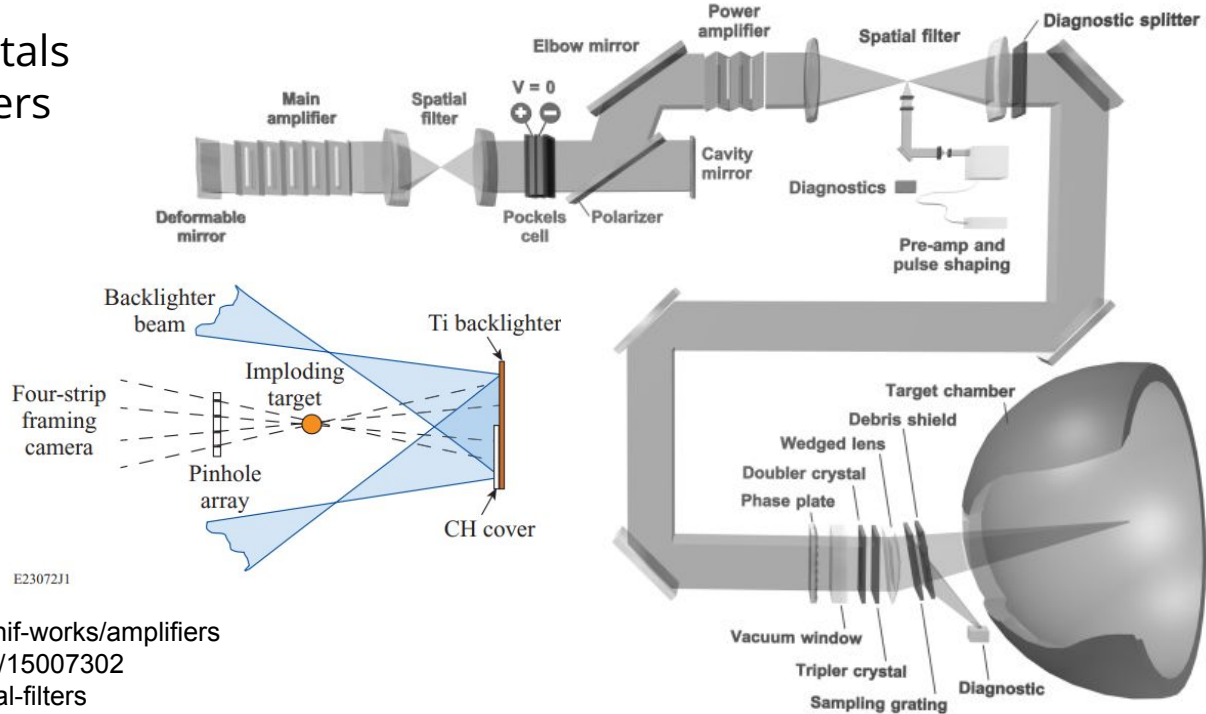 tals
ers
Power
amplifier
Diagnostic splitter
Elbow mirror
Spatial filter
V = 0
Main
amplifier
Spatial
filter
Cavity
mirror
Diagnostics
Deformable
mirror
Pockels
cell
Polarizer
Pre-amp and
pulse shaping
Backlighter
beam
Ti backlighter
Imploding
target
Four-strip
framing
camera
Pinhole
array
CH cover
E23072J1
Target chamber
Debris shield
Wedged lens
Doubler crystal
Phase plate
Vacuum window
Tripler crystal
Sampling grating
Diagnostic
nif-works/amplifiers
/15007302
al-filters